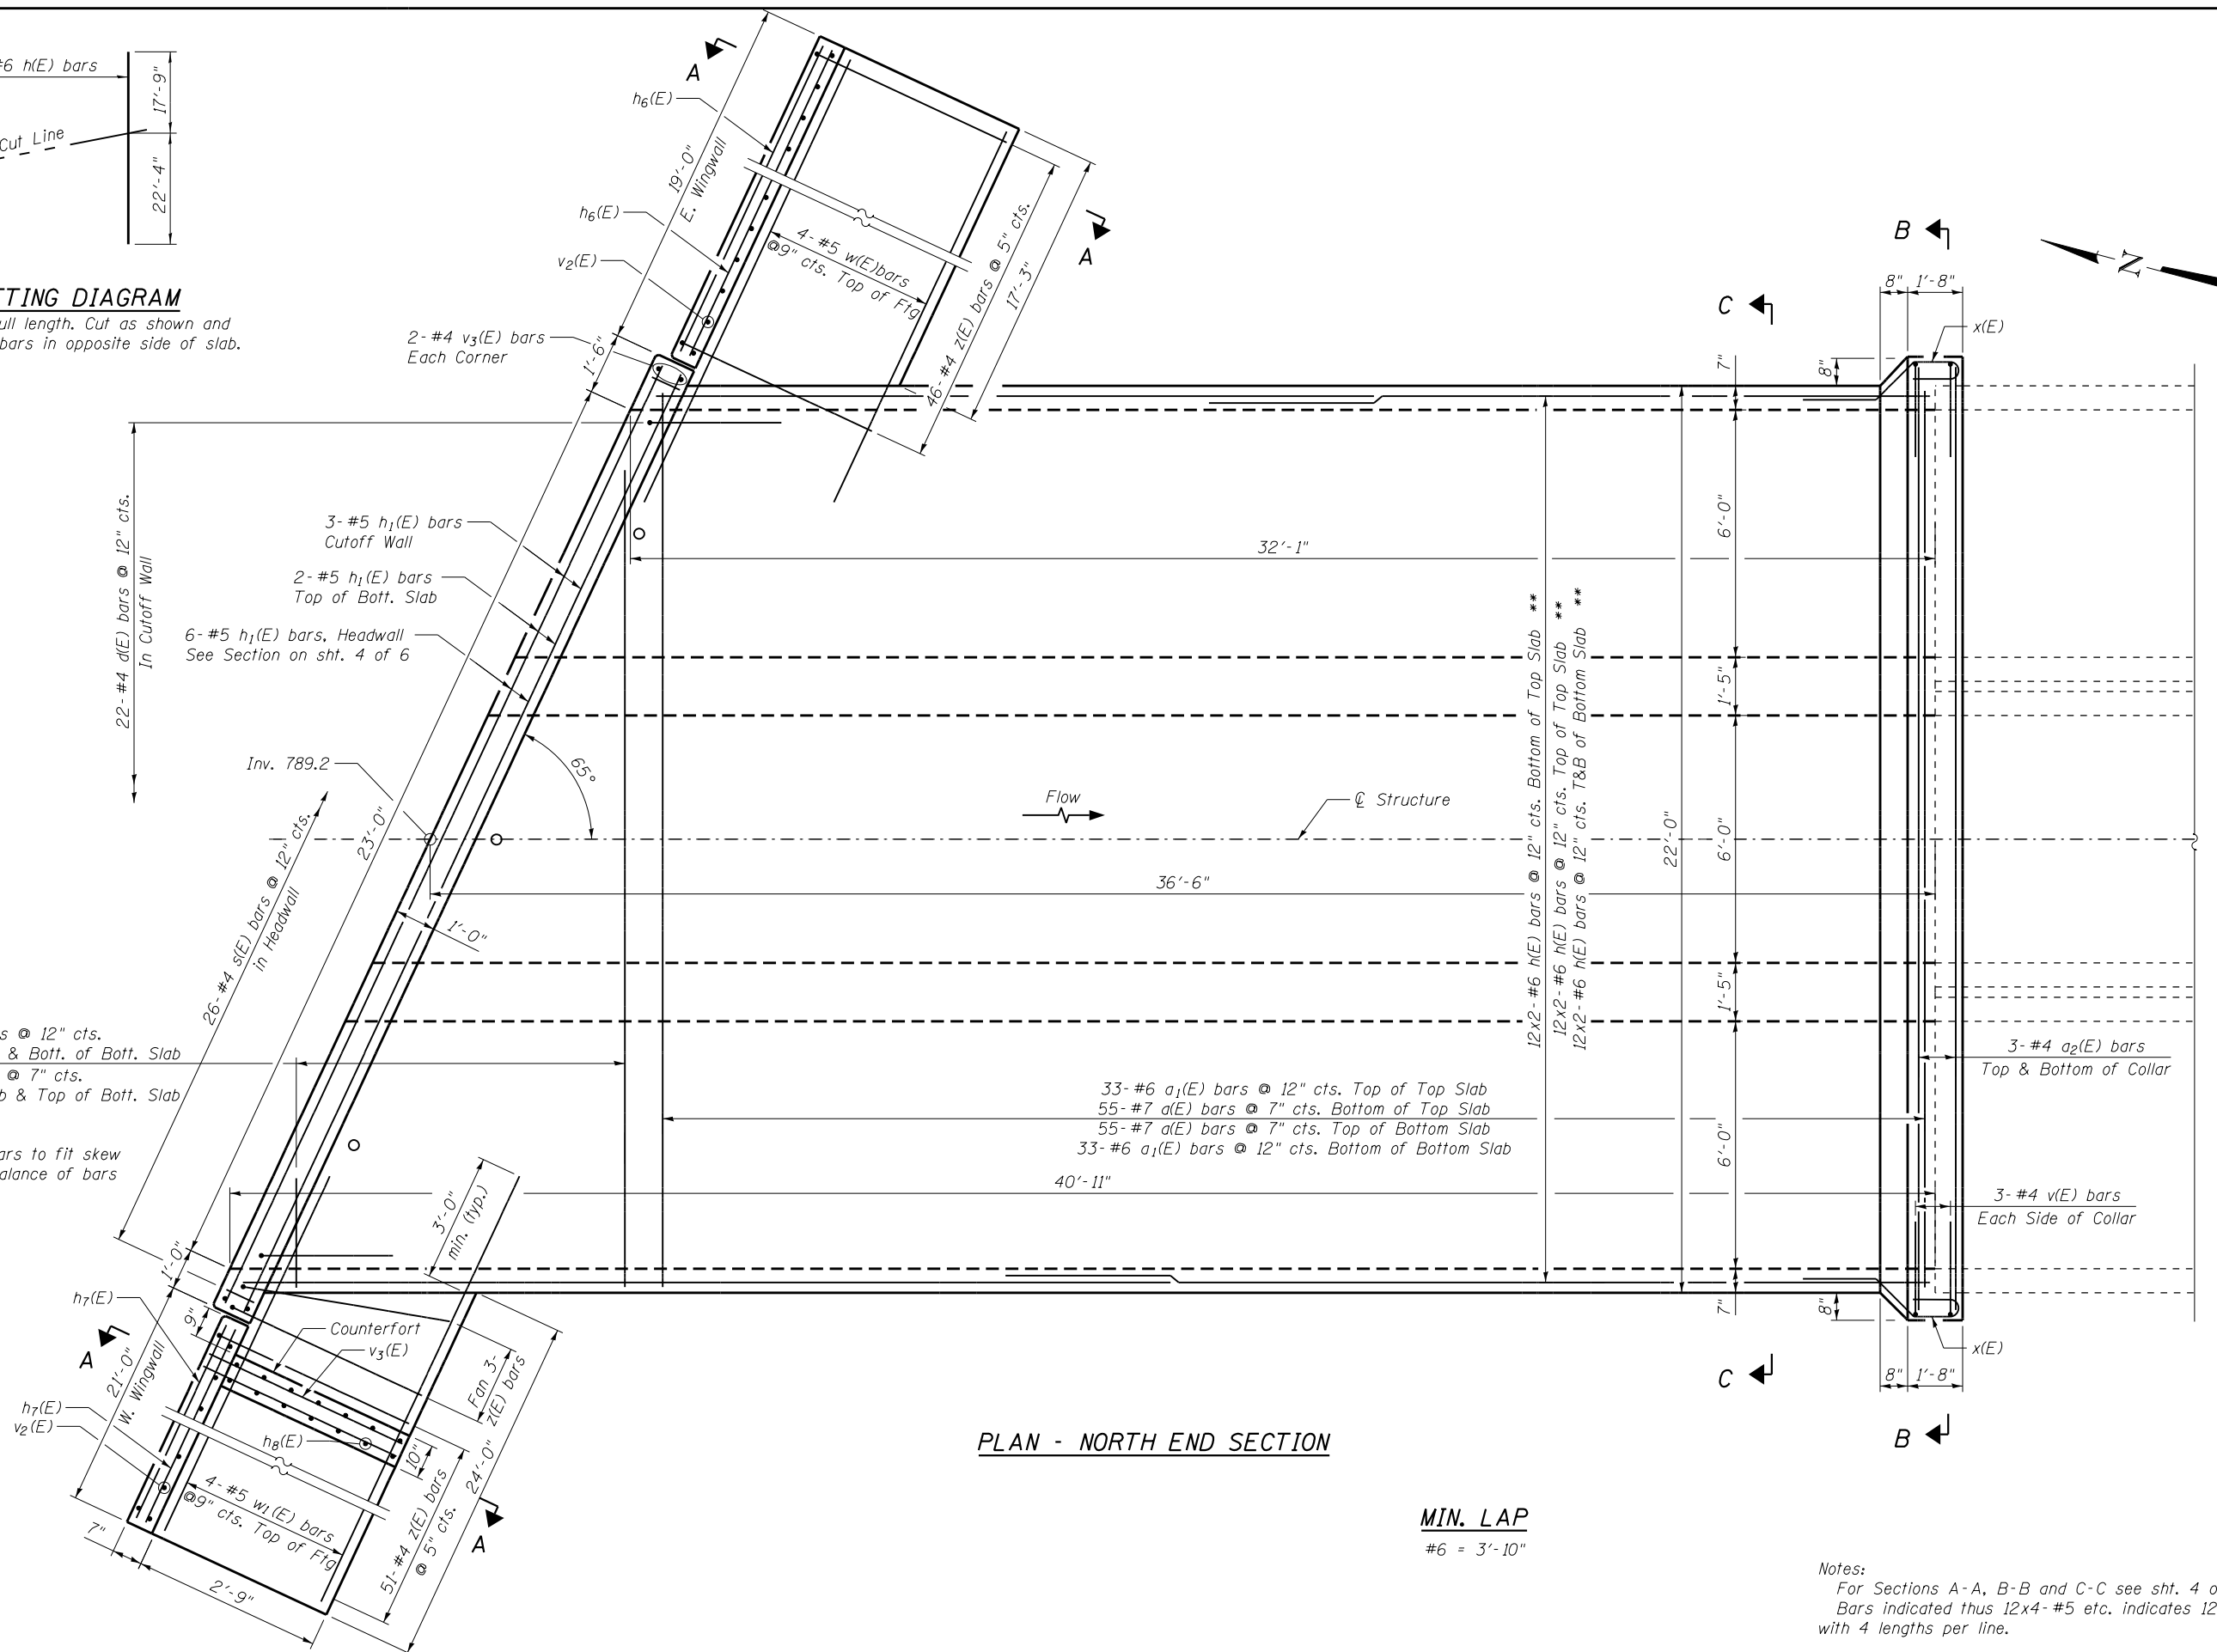 #6 h(E) bars
17'-9"
Cut Line
22'-4"
TTING DIAGRAM
ull length. Cut as shown and
bars in opposite side of slab.
A
h6(E)
19'-0"
E. Wingwall
h6(E)
v2(E)
4-#5 w(E)bars
@9" cts. Top of Ftg
46-#4 z(E) bars @ 5" cts.
17'-3"
A
2-#4 v3(E) bars
Each Corner
1'-6"
B
N
8"
1'-8"
C
x(E)
7"
8"
22-#4 d(E) bars @ 12" cts.
In Cutoff Wall
3-#5 h1(E) bars
Cutoff Wall
2-#5 h1(E) bars
Top of Bott. Slab
6-#5 h1(E) bars, Headwall
See Section on sht. 4 of 6
32'-1"
6'-0"
1'-5"
Inv. 789.2
65°
23'-0"
Flow
℄ Structure
12x2-#6 h(E) bars @ 12" cts. Bottom of Top Slab **
12x2-#6 h(E) bars @ 12" cts. Top of Top Slab **
12x2-#6 h(E) bars @ 12" cts. T&B of Bottom Slab **
22'-0"
6'-0"
36'-6"
1'-0"
26-#4 s(E) bars @ 12" cts.
in Headwall
1'-5"
s @ 12" cts.
& Bott. of Bott. Slab
@ 7" cts.
b & Top of Bott. Slab
ars to fit skew
alance of bars
33-#6 a1(E) bars @ 12" cts. Top of Top Slab
55-#7 a(E) bars @ 7" cts. Bottom of Top Slab
55-#7 a(E) bars @ 7" cts. Top of Bottom Slab
33-#6 a1(E) bars @ 12" cts. Bottom of Bottom Slab
3-#4 a2(E) bars
Top & Bottom of Collar
6'-0"
40'-11"
3'-0"
min. (typ.)
3-#4 v(E) bars
Each Side of Collar
1'-0"
h7(E)
9"
A
21'-0"
W. Wingwall
Counterfort
v3(E)
Fan 3-
z(E) bars
h7(E)
v2(E)
h8(E)
10"
24'-0"
4-#5 w1(E) bars
@9" cts. Top of Ftg
51-#4 z(E) bars
@ 5" cts.
A
7"
2'-9"
7"
8"
x(E)
C
8"
1'-8"
B
PLAN - NORTH END SECTION
MIN. LAP
#6 = 3'-10"
Notes:
For Sections A-A, B-B and C-C see sht. 4 o
Bars indicated thus 12x4-#5 etc. indicates 12
with 4 lengths per line.